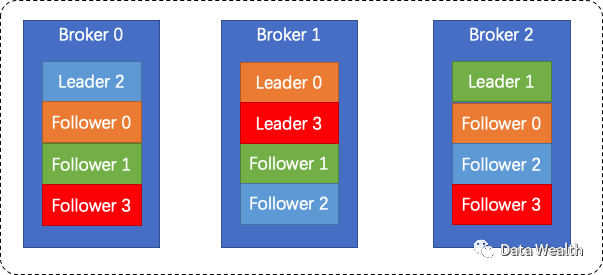 Broker 0
Leader 2
Follower 0
Follower 1
Follower 3
Broker 1
Leader 0
Leader 3
Follower 1
Follower 2
Broker 2
Leader 1
Follower 0
Follower 2
Follower 3
Data Wealth